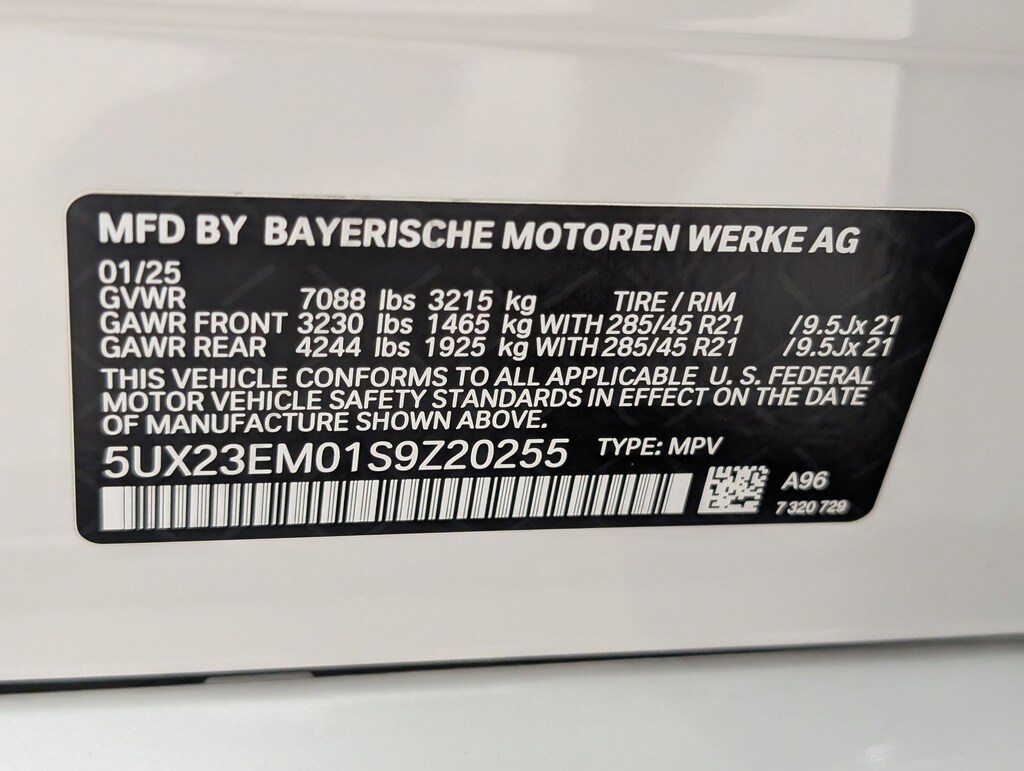 MFD BY BAYERISCHE MOTOREN WERKE AG
01/25
GVWR 7088 lbs 3215 kg TIRE / RIM
GAWR FRONT 3230 lbs 1465 kg WITH 285/45 R21 / 9.5Jx 21
GAWR REAR 4244 lbs 1925 kg WITH 285/45 R21 / 9.5Jx 21
THIS VEHICLE CONFORMS TO ALL APPLICABLE U. S. FEDERAL
MOTOR VEHICLE SAFETY STANDARDS IN EFFECT ON THE DATE
OF MANUFACTURE SHOWN ABOVE.
5UX23EM01S9Z20255 TYPE: MPV
A96
7 320 729